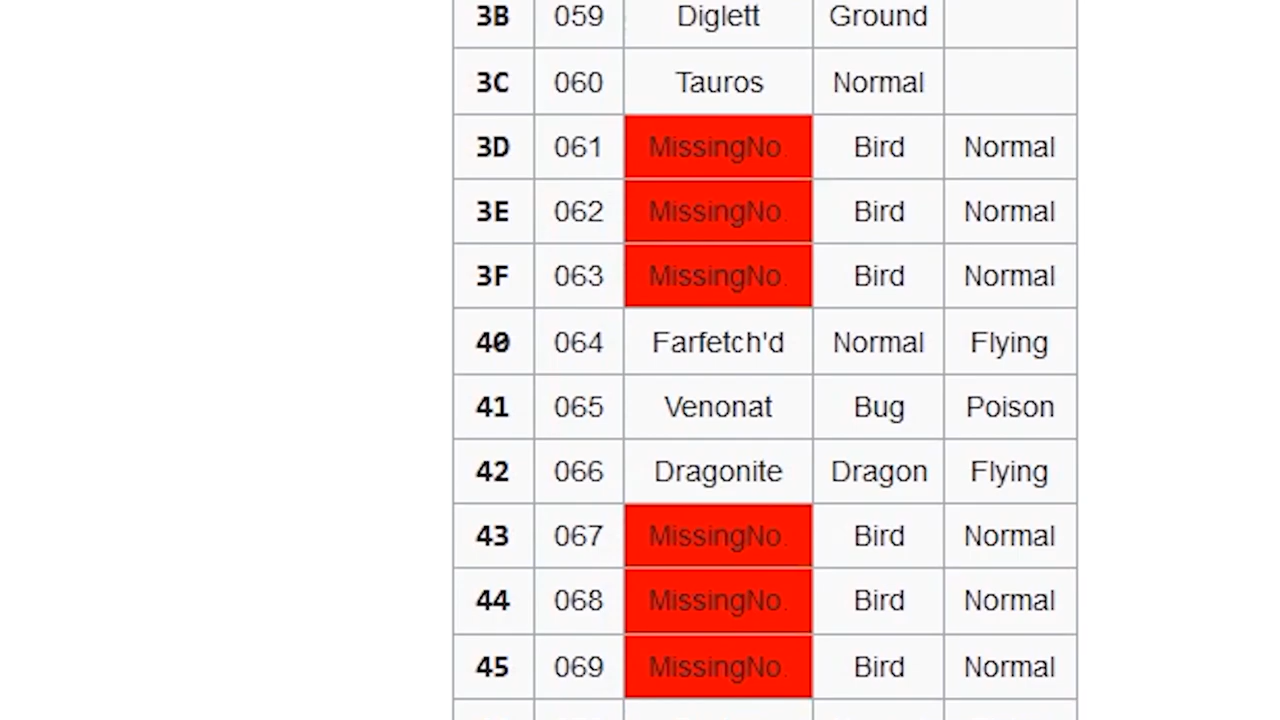 3B 059 Diglett Ground
3C 060 Tauros Normal
3D 061 MissingNo. Bird Normal
3E 062 MissingNo. Bird Normal
3F 063 MissingNo. Bird Normal
40 064 Farfetch'd Normal Flying
41 065 Venonat Bug Poison
42 066 Dragonite Dragon Flying
43 067 MissingNo. Bird Normal
44 068 MissingNo. Bird Normal
45 069 MissingNo. Bird Normal